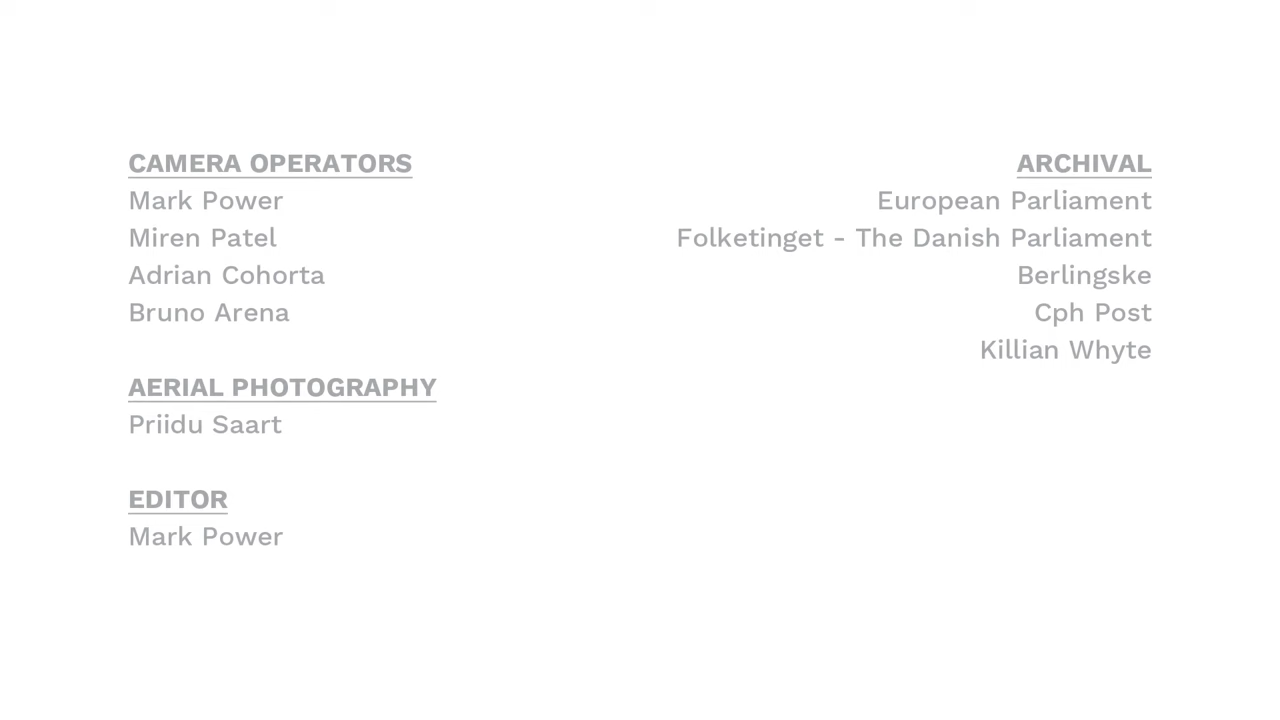 CAMERA OPERATORS
Mark Power
Miren Patel
Adrian Cohorta
Bruno Arena
AERIAL PHOTOGRAPHY
Priidu Saart
EDITOR
Mark Power
ARCHIVAL
European Parliament
Folketinget - The Danish Parliament
Berlingske
Cph Post
Killian Whyte